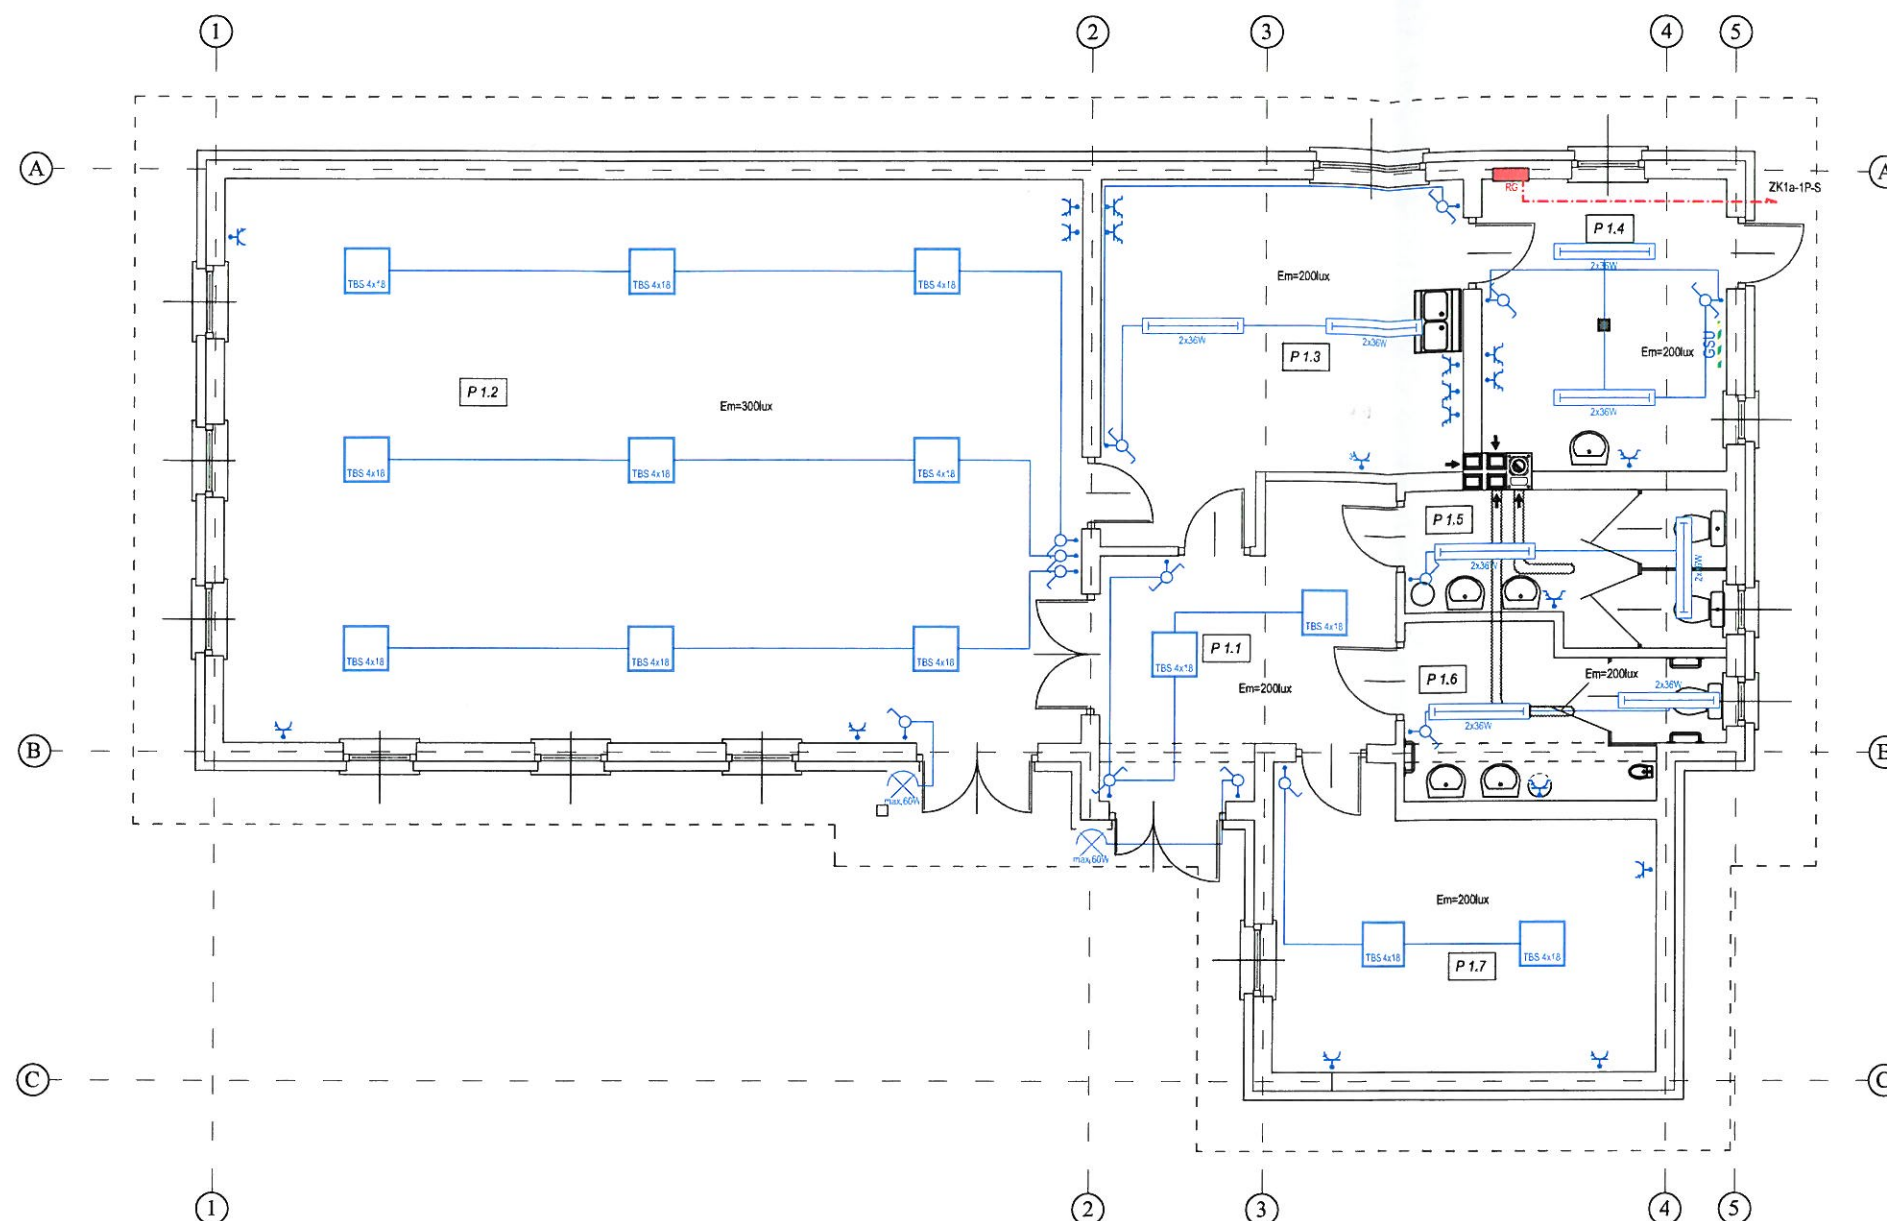 1 2 3 4 5
A A
RG
ZK1a-1P-S
P 1.4
2x36W
TBS 4x18 TBS 4x18 TBS 4x18
Em=200lux
2x36W 2x36W
P 1.3
Em=200lux
GSU
P 1.2
Em=300lux
2x36W
TBS 4x18 TBS 4x18 TBS 4x18
P 1.5
2x36W
2x36W
TBS 4x18
TBS 4x18 TBS 4x18 TBS 4x18
TBS 4x18
P 1.1
Em=200lux
P 1.6
Em=200lux
2x36W
2x36W
B B
max.60W
max.60W
Em=200lux
TBS 4x18 TBS 4x18
P 1.7
C C
1 2 3 4 5